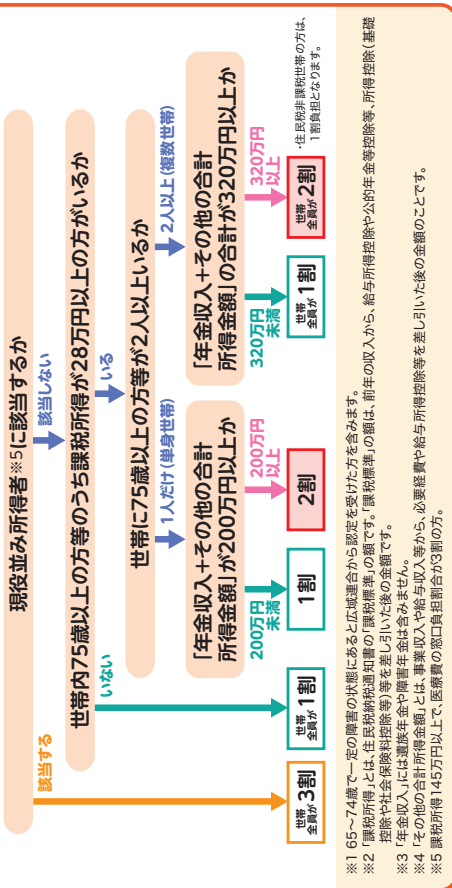 現役並み所得者※5に該当するか
該当する
該当しない
世帯内75歳以上の方等のうち課税所得が28万円以上の方がいるか
いない
いる
世帯に75歳以上の方等が2人以上いるか
1人だけ(単身世帯)
2人以上(複数世帯)
「年金収入+その他の合計
所得金額」が200万円以上か
「年金収入+その他の合計
所得金額」の合計が320万円以上か
200万円
未満
200万円
以上
320万円
未満
320万円
以上
世帯
全員が
3割
世帯
全員が
1割
1割
2割
世帯
全員が
1割
世帯
全員が
2割
・住民税非課税世帯の方は、
1割負担となります。
※1 65~74歳で一定の障害の状態にあると広域連合から認定を受けた方を含みます。
※2 「課税所得」とは、住民税納税通知書の「課税標準」の額です。「課税標準」の額は、前年の収入から、給与所得控除や公的年金等控除等、所得控除(基礎
控除や社会保険料控除等)等を差し引いた後の金額です。
※3 「年金収入」には遺族年金や障害年金は含みません。
※4 「その他の合計所得金額」とは、事業収入や給与収入等から、必要経費や給与所得控除等を差し引いた後の金額のことです。
※5 課税所得145万円以上で、医療費の窓口負担割合が3割の方。